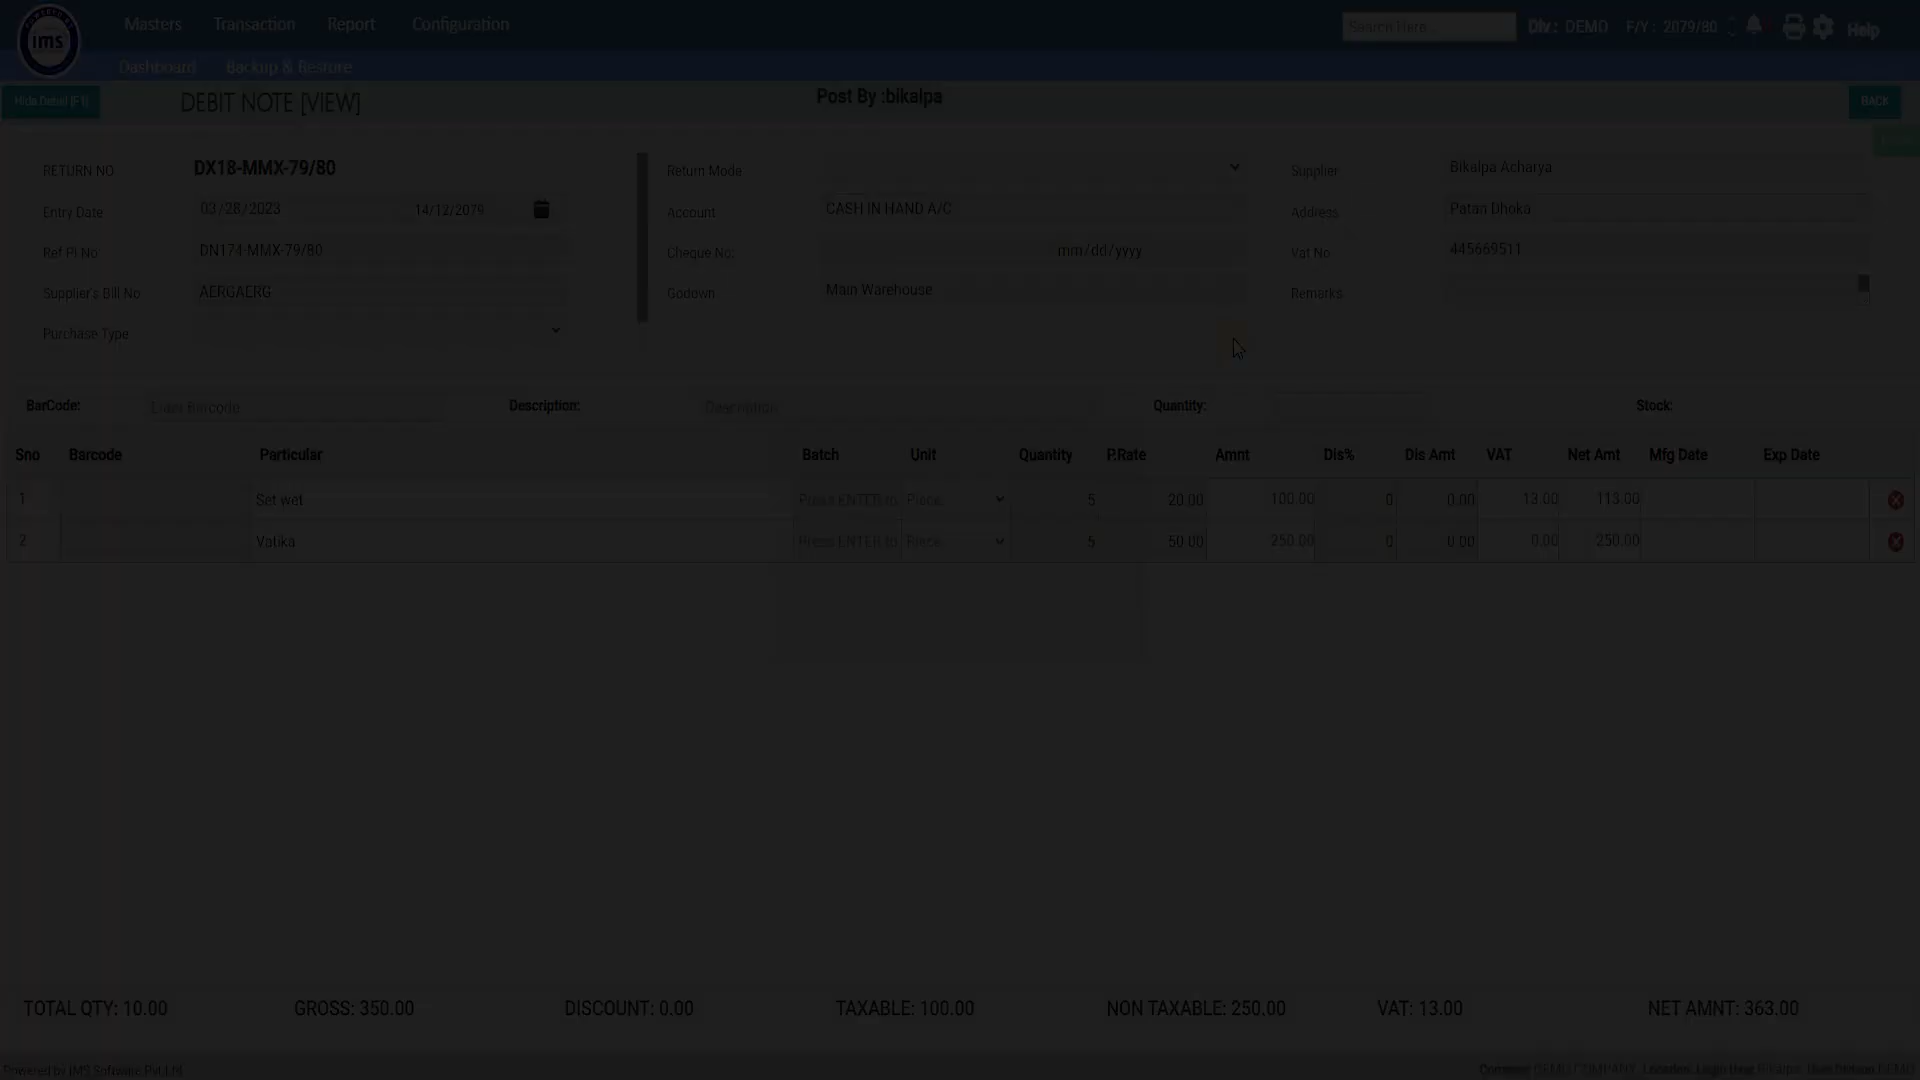 POWERED BY
ims
Masters Transaction Report Configuration
Search Here... Div : DEMO F/Y : 2079/80 Help
Dashboard Backup & Restore
Hide Detail [F1] DEBIT NOTE [VIEW] Post By :bikalpa BACK
RETURN NO DX18-MMX-79/80 Return Mode Supplier Bikalpa Acharya
Entry Date 03/28/2023 14/12/2079 Account CASH IN HAND A/C Address Patan Dhoka
Ref PI No DN174-MMX-79/80 Cheque No: mm/dd/yyyy Vat No 445669511
Supplier's Bill No AERGAERG Godown Main Warehouse Remarks
Purchase Type
BarCode: Enter Barcode Description: Description Quantity: Stock:
Sno Barcode Particular Batch Unit Quantity P.Rate Amnt Dis% Dis Amt VAT Net Amt Mfg Date Exp Date
1 Set wet Press ENTER to Piece 5 20.00 100.00 0 0.00 13.00 113.00
2 Vatika Press ENTER to Piece 5 50.00 250.00 0 0.00 0.00 250.00
TOTAL QTY: 10.00 GROSS: 350.00 DISCOUNT: 0.00 TAXABLE: 100.00 NON TAXABLE: 250.00 VAT: 13.00 NET AMNT: 363.00
Powered by IMS Software Pvt.Ltd